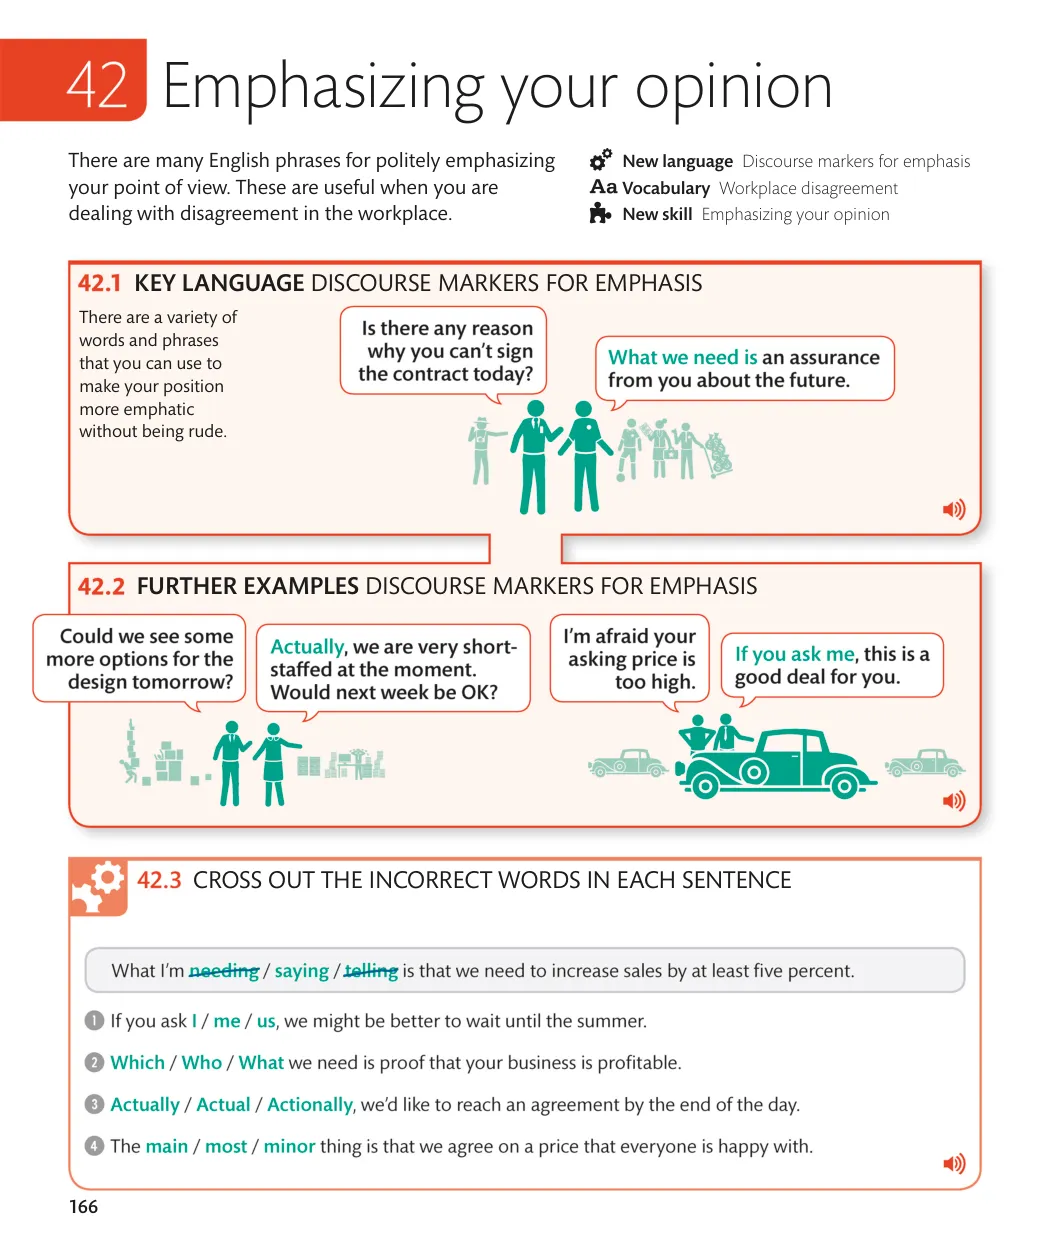 42 Emphasizing your opinion
There are many English phrases for politely emphasizing
your point of view. These are useful when you are
dealing with disagreement in the workplace.
New language Discourse markers for emphasis
Aa Vocabulary Workplace disagreement
New skill Emphasizing your opinion
42.1 KEY LANGUAGE DISCOURSE MARKERS FOR EMPHASIS
There are a variety of
words and phrases
that you can use to
make your position
more emphatic
without being rude.
Is there any reason
why you can't sign
the contract today?
What we need is an assurance
from you about the future.
42.2 FURTHER EXAMPLES DISCOURSE MARKERS FOR EMPHASIS
Could we see some
more options for the
design tomorrow?
Actually, we are very short-
staffed at the moment.
Would next week be OK?
I'm afraid your
asking price is
too high.
If you ask me, this is a
good deal for you.
42.3 CROSS OUT THE INCORRECT WORDS IN EACH SENTENCE
What I'm needing / saying / telling is that we need to increase sales by at least five percent.
1 If you ask I / me / us, we might be better to wait until the summer.
2 Which / Who / What we need is proof that your business is profitable.
3 Actually / Actual / Actionally, we'd like to reach an agreement by the end of the day.
4 The main / most / minor thing is that we agree on a price that everyone is happy with.
166